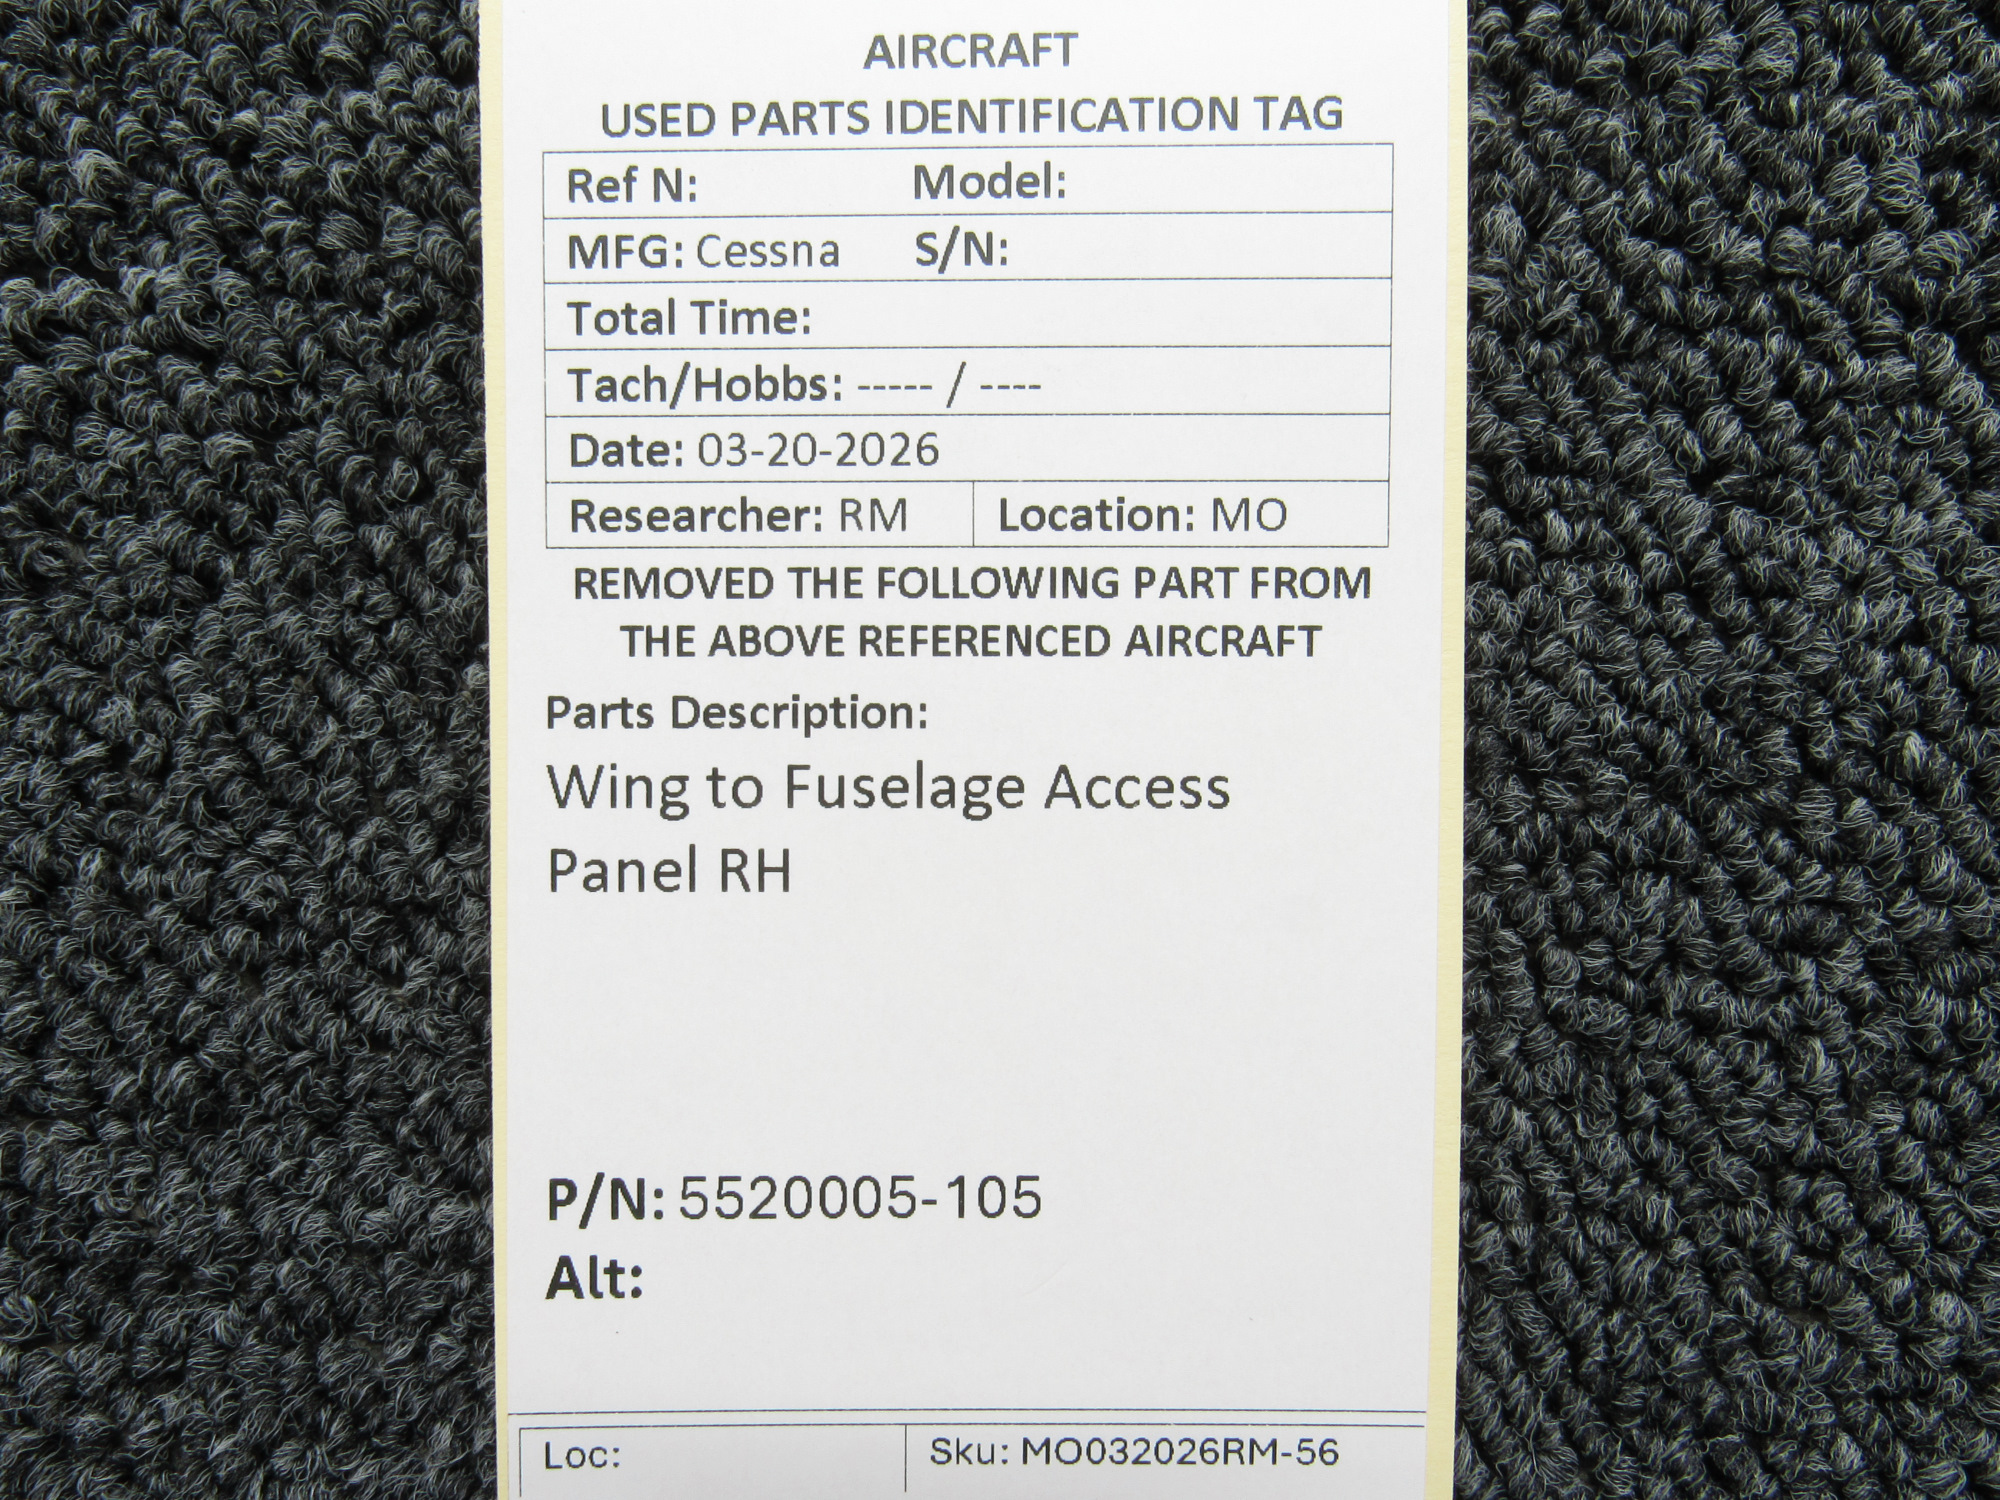 AIRCRAFT
USED PARTS IDENTIFICATION TAG
Ref N: Model:
MFG: Cessna S/N:
Total Time:
Tach/Hobbs: ----- / ----
Date: 03-20-2026
Researcher: RM Location: MO
REMOVED THE FOLLOWING PART FROM
THE ABOVE REFERENCED AIRCRAFT
Parts Description:
Wing to Fuselage Access
Panel RH
P/N: 5520005-105
Alt:
Loc: Sku: MO032026RM-56